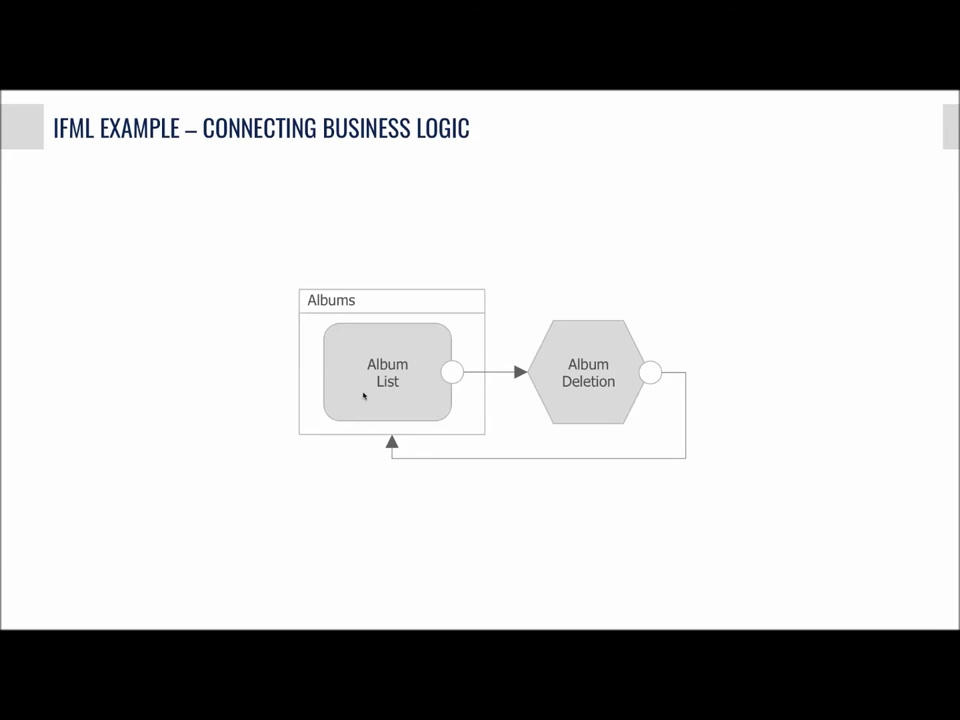 IFML EXAMPLE – CONNECTING BUSINESS LOGIC
Albums
Album
List
Album
Deletion